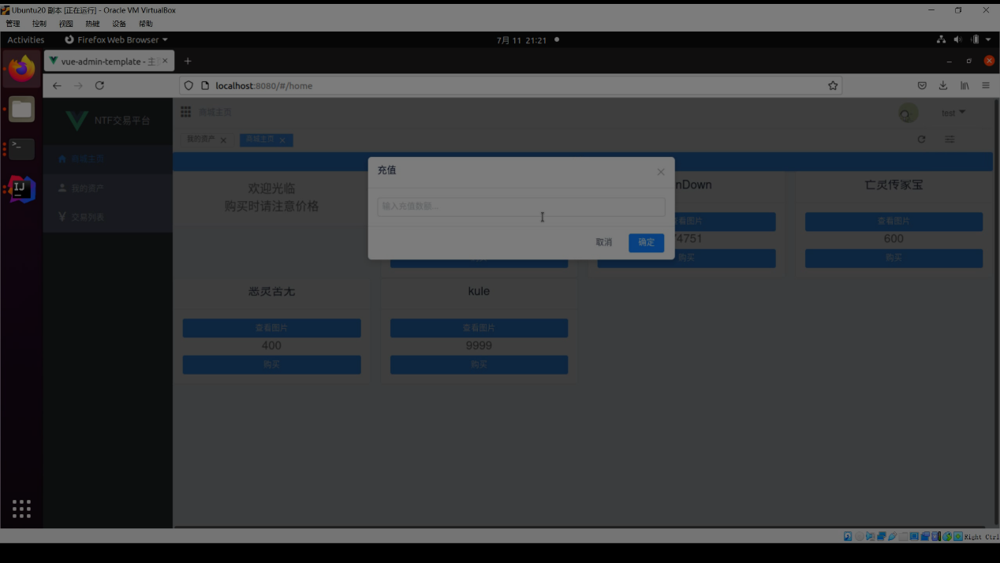 Ubuntu20 副本 [正在运行] - Oracle VM VirtualBox
管理 控制 视图 热键 设备 帮助
Activities Firefox Web Browser 7月 11 21:21
vue-admin-template - 主
localhost:8080/#/home
NTF交易平台 商城主页 test
我的资产 商城主页
商城主页
我的资产
交易列表
充值
输入充值数额...
取消 确定
欢迎光临
购买时请注意价格
nDown
查看图片
74751
购买
亡灵传家宝
查看图片
600
购买
恶灵苦无
查看图片
400
购买
kule
查看图片
9999
购买
Right Ctrl